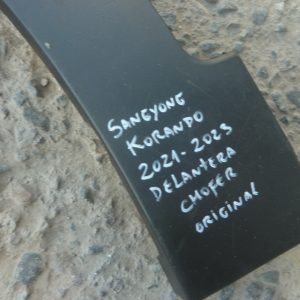 SANGYONG
KORANDO
2021-2023
DELANTERA
CHOFER
ORIGINAL